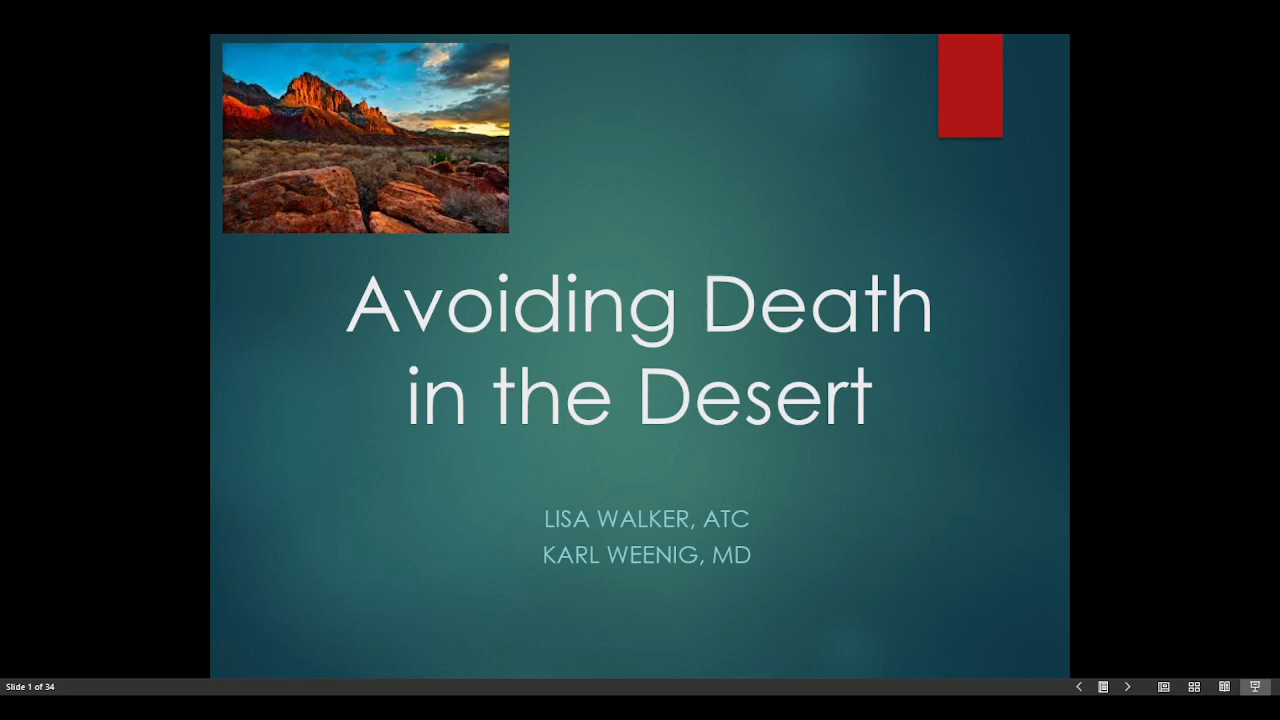 Avoiding Death
in the Desert
LISA WALKER, ATC
KARL WEENIG, MD
Slide 1 of 34